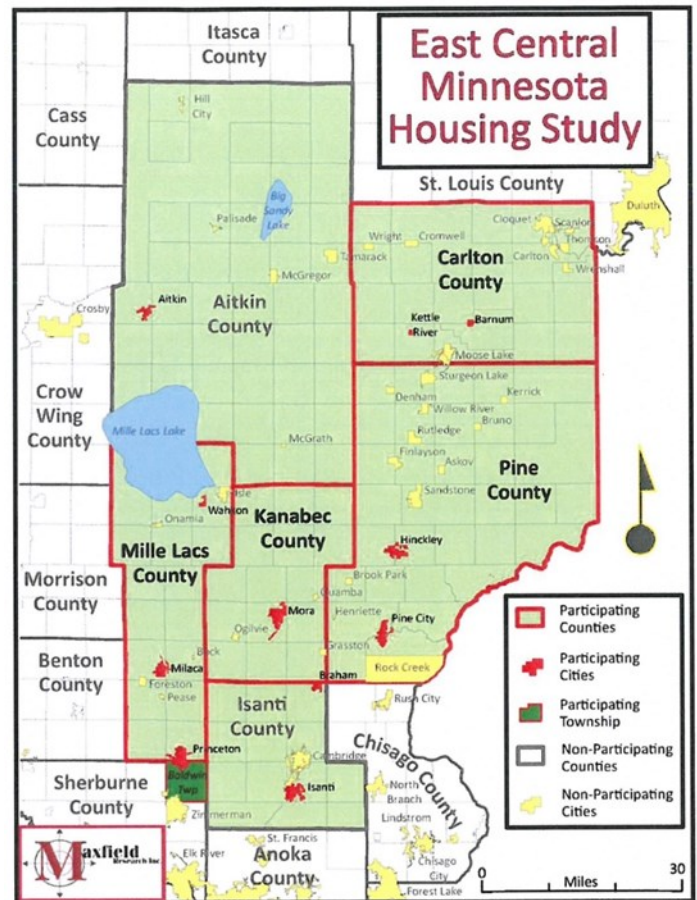 East Central
Minnesota
Housing Study
Itasca
County
Cass
County
Hill
City
St. Louis County
Duluth
Big
Sandy
Lake
Palisade
Wright
Cromwell
Cloquet
Scanlon
Thomson
Carlton
Wrenshall
Tamarack
Carlton
County
McGregor
Aitkin
Crosby
Aitkin
County
Kettle
River
Barnum
Moose Lake
Sturgeon Lake
Crow
Wing
County
Denham
Kerrick
Willow River
Bruno
Mille Lacs Lake
Rutledge
McGrath
Finlayson
Askov
Pine
County
Sandstone
Isle
Wahkon
Onamia
Kanabec
County
Mille Lacs
County
Hinckley
Morrison
County
Brook Park
Quamba
Mora
Henriette
Pine City
Ogilvie
Grasston
Benton
County
Bock
Milaca
Braham
Rock Creek
Foreston
Pease
Isanti
County
Rush City
Princeton
Cambridge
Chisago County
Sherburne
County
Baldwin
Twp
Isanti
North
Branch
Zimmerman
Lindstrom
St. Francis
Elk River
Anoka
County
Chisago
City
Forest Lake
Participating
Counties
Participating
Cities
Participating
Township
Non-Participating
Counties
Non-Participating
Cities
0 30
Miles
Maxfield
Research Inc